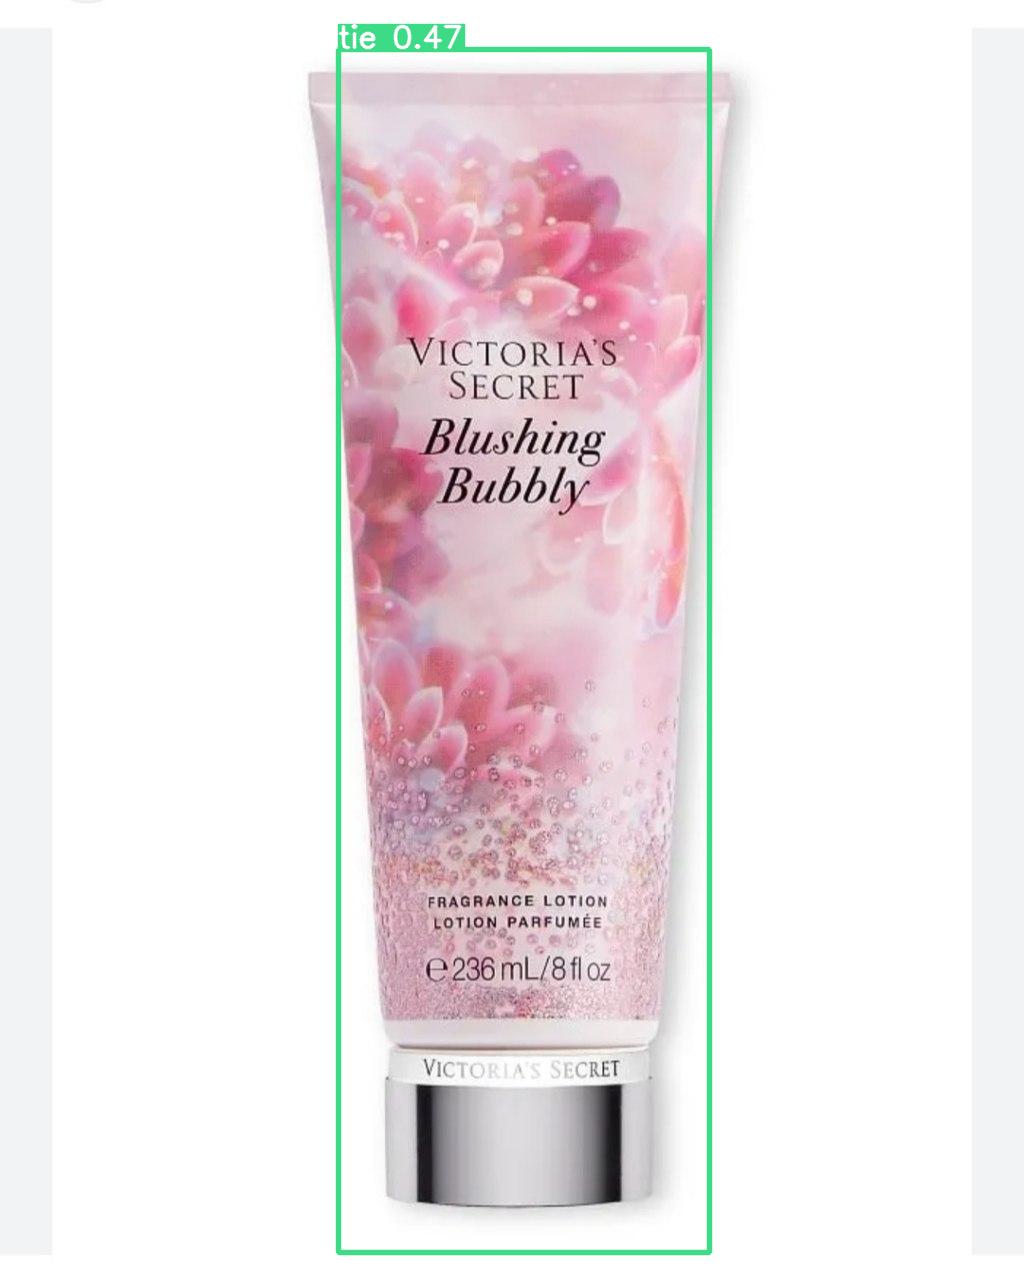 tie 0.47
VICTORIA'S
SECRET
Blushing
Bubbly
FRAGRANCE LOTION
LOTION PARFUMÉE
℮ 236 mL/8 fl oz
VICTORIA'S SECRET